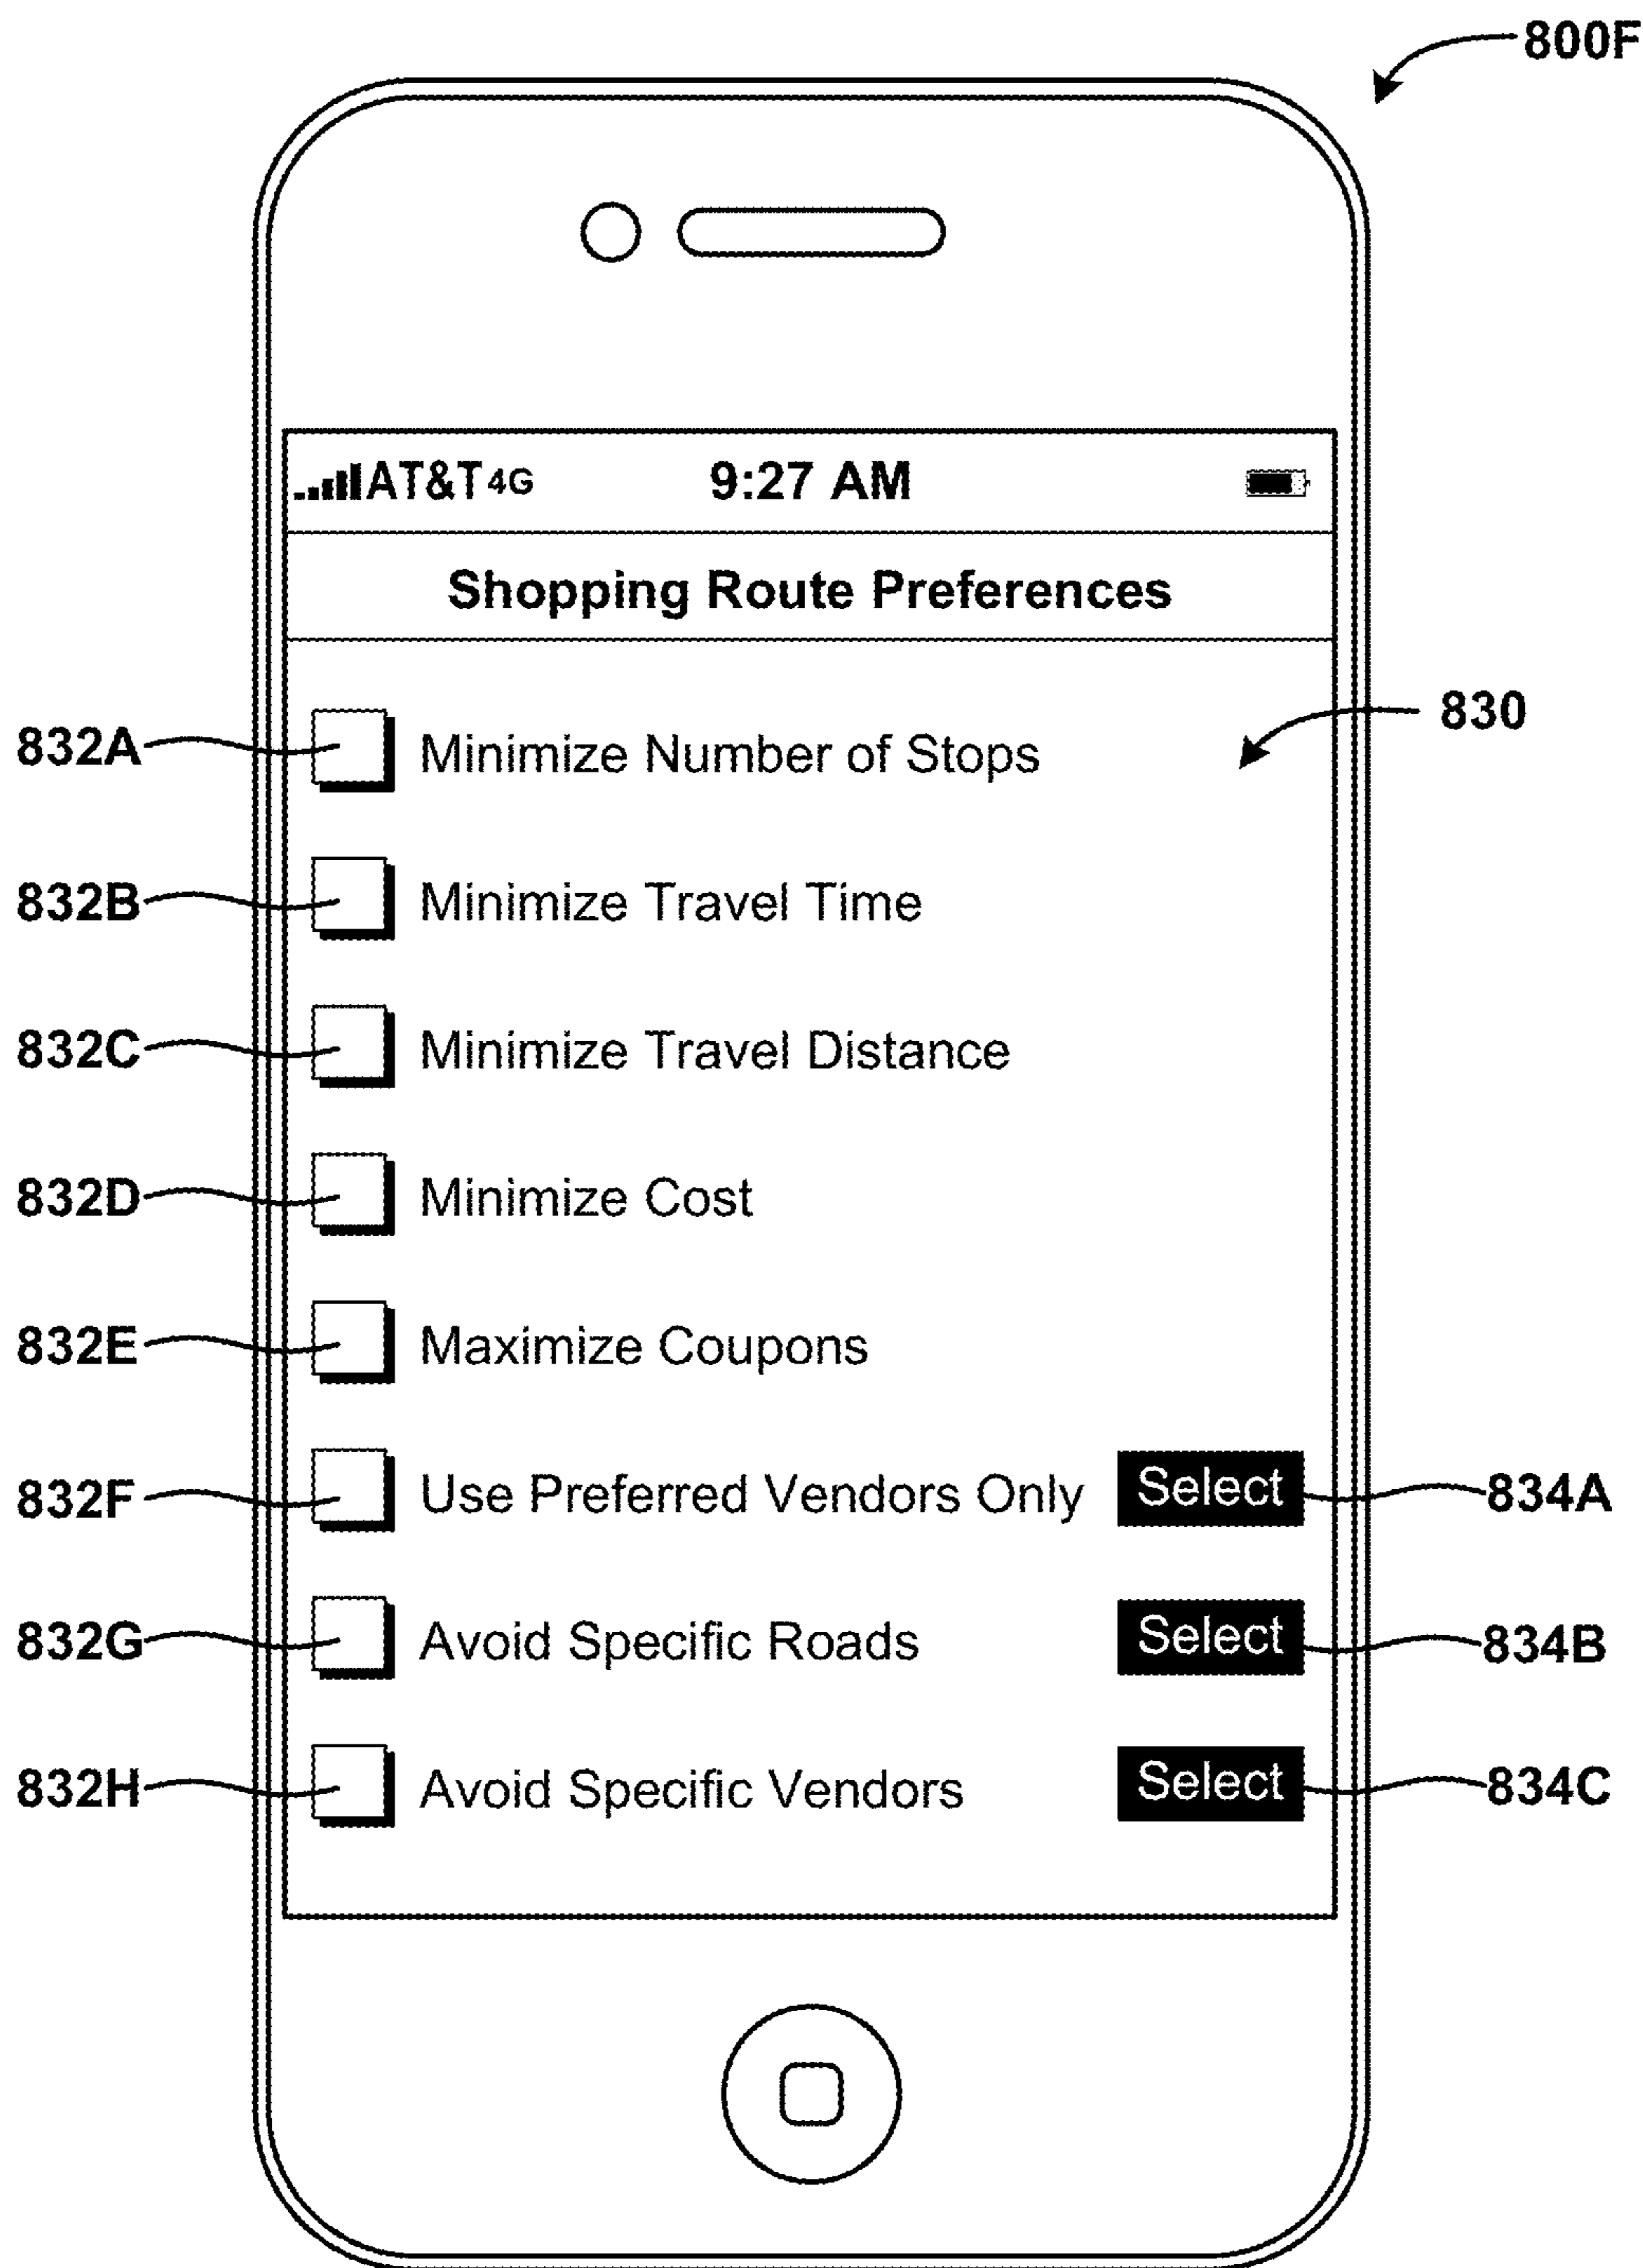 800F
AT&T 4G 9:27 AM
Shopping Route Preferences
830
832A Minimize Number of Stops
832B Minimize Travel Time
832C Minimize Travel Distance
832D Minimize Cost
832E Maximize Coupons
832F Use Preferred Vendors Only Select 834A
832G Avoid Specific Roads Select 834B
832H Avoid Specific Vendors Select 834C